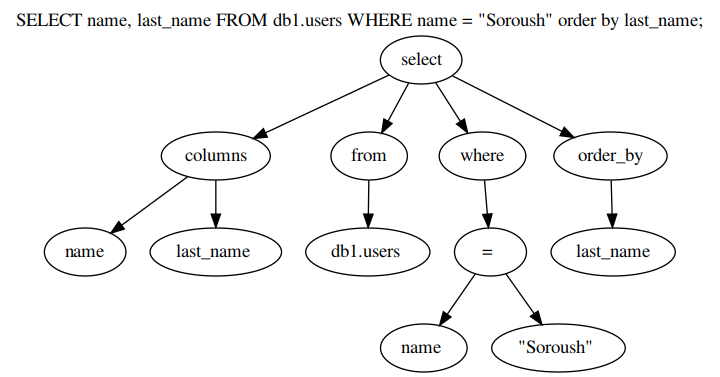 SELECT name, last_name FROM db1.users WHERE name = "Soroush" order by last_name;
select
columns from where order_by
name last_name db1.users = last_name
name "Soroush"